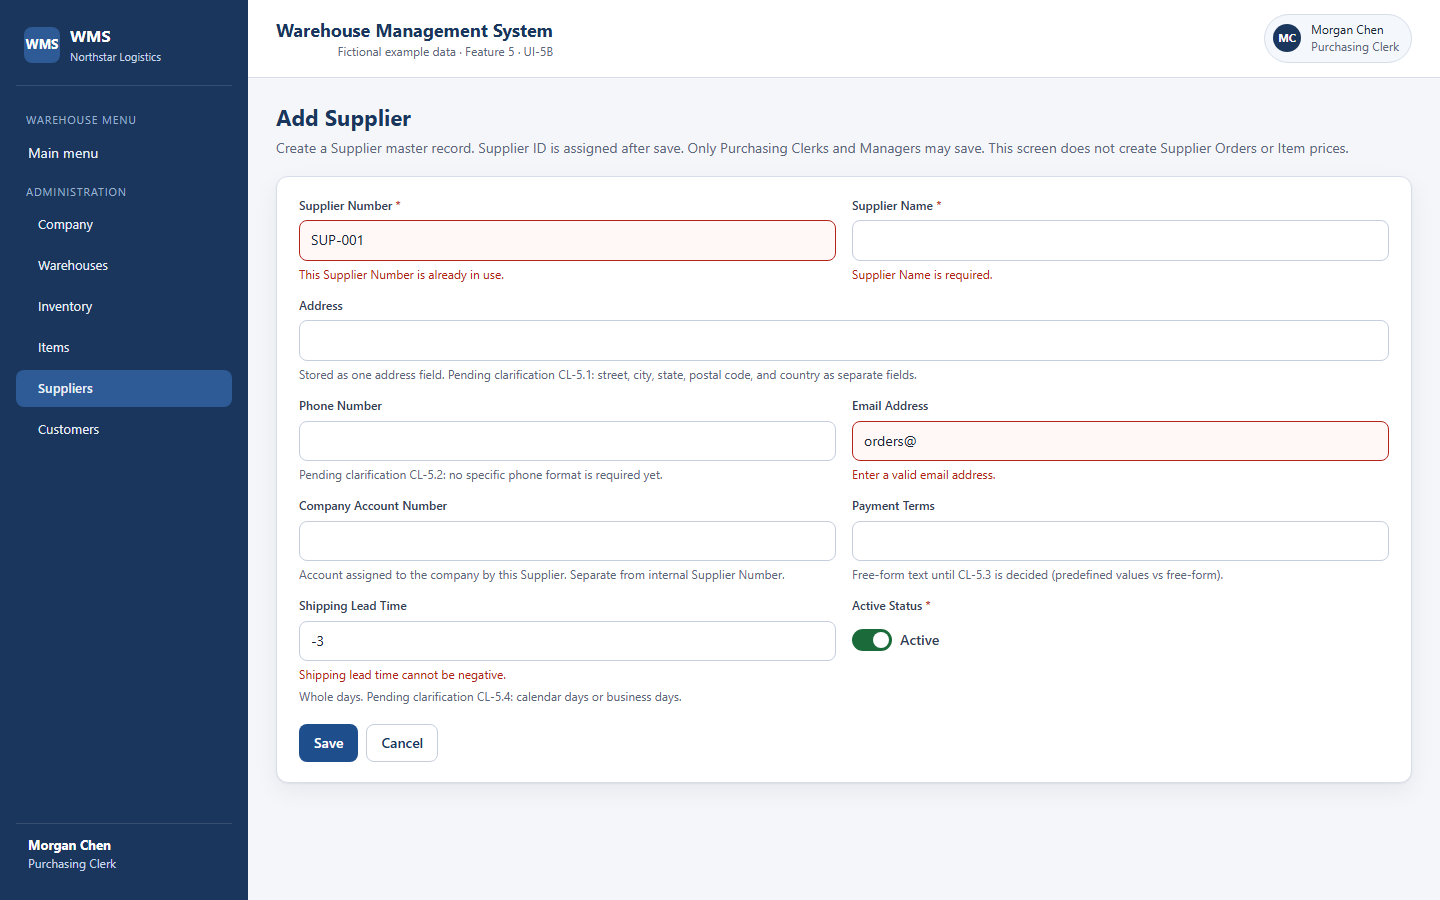 WMS
WMS
Northstar Logistics
WAREHOUSE MENU
Main menu
ADMINISTRATION
Company
Warehouses
Inventory
Items
Suppliers
Customers
Morgan Chen
Purchasing Clerk
Warehouse Management System
Fictional example data · Feature 5 · UI-5B
MC
Morgan Chen
Purchasing Clerk
Add Supplier
Create a Supplier master record. Supplier ID is assigned after save. Only Purchasing Clerks and Managers may save. This screen does not create Supplier Orders or Item prices.
Supplier Number *
SUP-001
This Supplier Number is already in use.
Supplier Name *
Supplier Name is required.
Address
Stored as one address field. Pending clarification CL-5.1: street, city, state, postal code, and country as separate fields.
Phone Number
Pending clarification CL-5.2: no specific phone format is required yet.
Email Address
orders@
Enter a valid email address.
Company Account Number
Account assigned to the company by this Supplier. Separate from internal Supplier Number.
Payment Terms
Free-form text until CL-5.3 is decided (predefined values vs free-form).
Shipping Lead Time
-3
Shipping lead time cannot be negative.
Whole days. Pending clarification CL-5.4: calendar days or business days.
Active Status *
Active
Save
Cancel